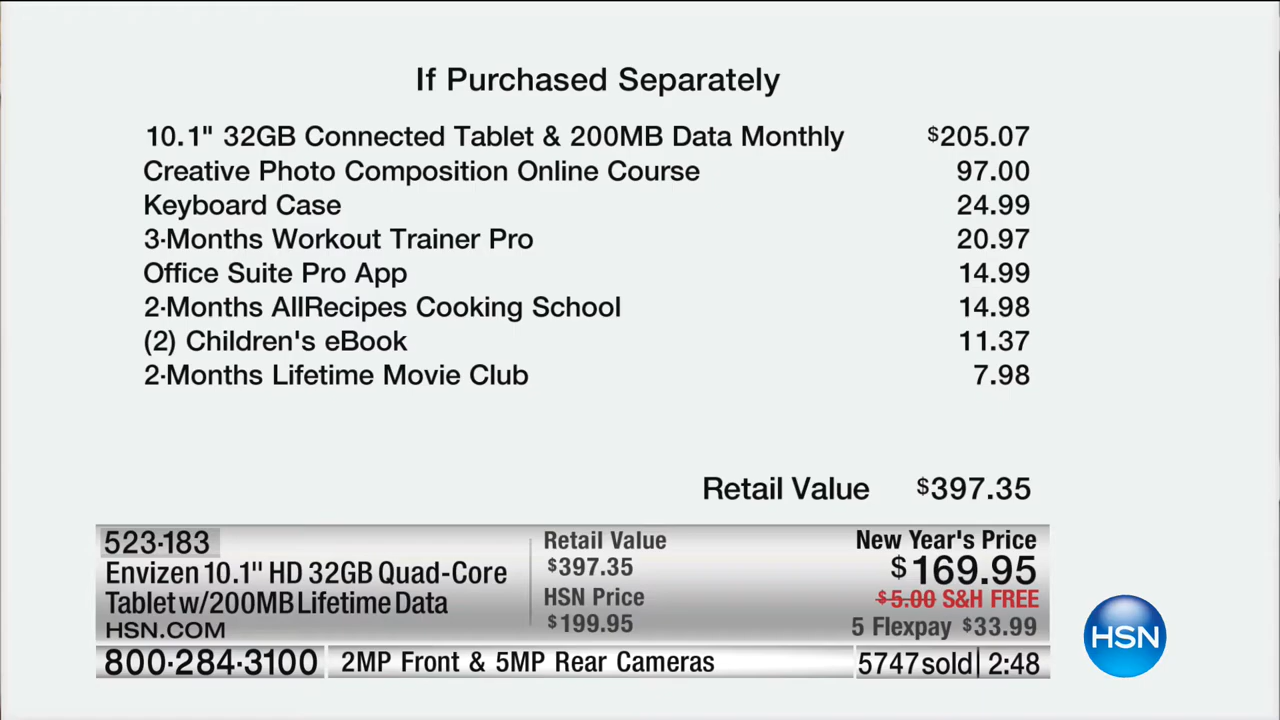 If Purchased Separately
10.1" 32GB Connected Tablet & 200MB Data Monthly $205.07
Creative Photo Composition Online Course 97.00
Keyboard Case 24.99
3-Months Workout Trainer Pro 20.97
Office Suite Pro App 14.99
2-Months AllRecipes Cooking School 14.98
(2) Children's eBook 11.37
2-Months Lifetime Movie Club 7.98
Retail Value $397.35
523-183
Envizen 10.1" HD 32GB Quad-Core
Tablet w/200MB Lifetime Data
HSN.COM
Retail Value
$397.35
HSN Price
$199.95
New Year's Price
$169.95
$5.00 S&H FREE
5 Flexpay $33.99
HSN
800-284-3100
2MP Front & 5MP Rear Cameras
5747 sold 2:48